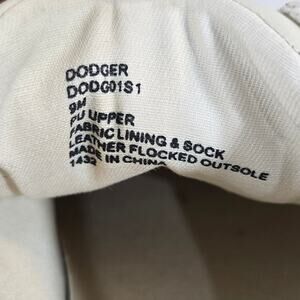 DODGER
DODG01S1
9M
PU UPPER
FABRIC LINING & SOCK
LEATHER FLOCKED OUTSOLE
MADE IN CHINA
1432